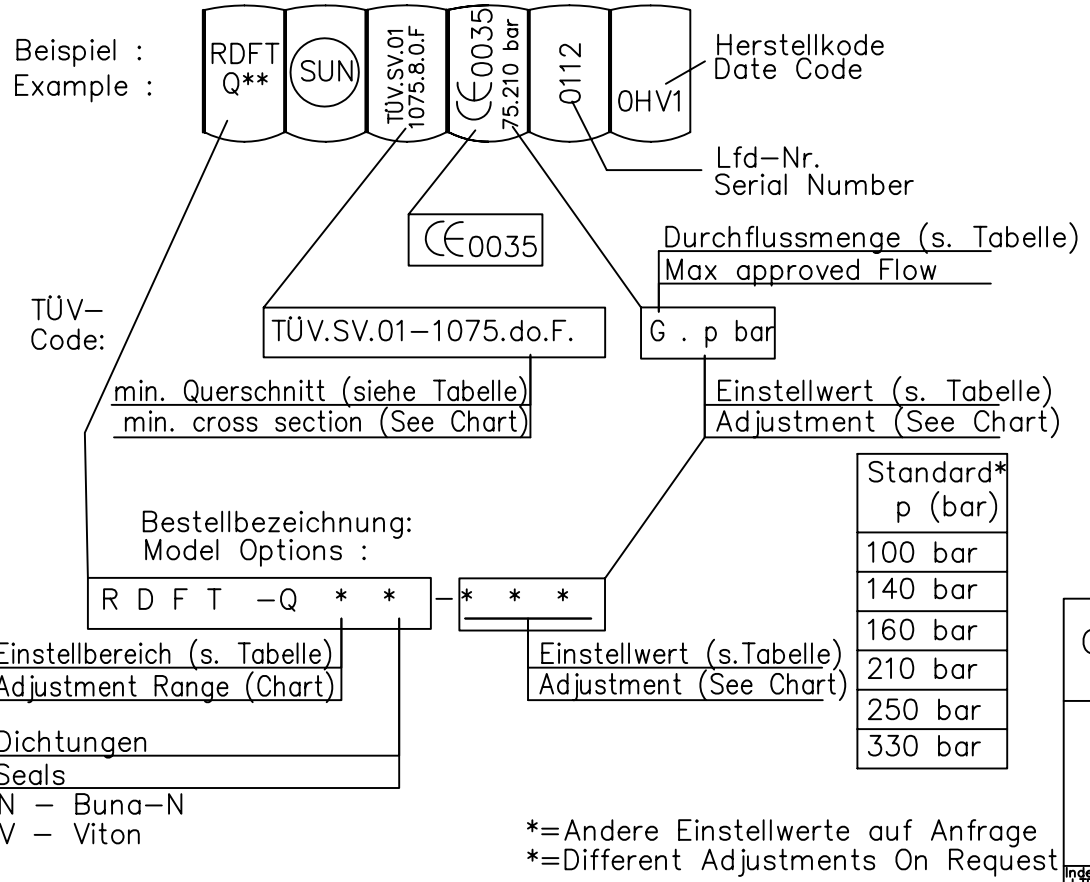 Beispiel :
Example :
RDFT
Q**
SUN
TÜV.SV.01
1075.8.0.F
CE0035
75.210 bar
0112
0HV1
Herstellkode
Date Code
Lfd-Nr.
Serial Number
CE0035
Durchflussmenge (s. Tabelle)
Max approved Flow
TÜV-
Code:
TÜV.SV.01-1075.do.F.
G . p bar
min. Querschnitt (siehe Tabelle)
min. cross section (See Chart)
Einstellwert (s. Tabelle)
Adjustment (See Chart)
Standard*
p (bar)
100 bar
140 bar
160 bar
210 bar
250 bar
330 bar
Bestellbezeichnung:
Model Options :
R D F T -Q * * - * * *
Einstellbereich (s. Tabelle)
Adjustment Range (Chart)
Einstellwert (s.Tabelle)
Adjustment (See Chart)
Dichtungen
Seals
N - Buna-N
V - Viton
*=Andere Einstellwerte auf Anfrage
*=Different Adjustments On Request